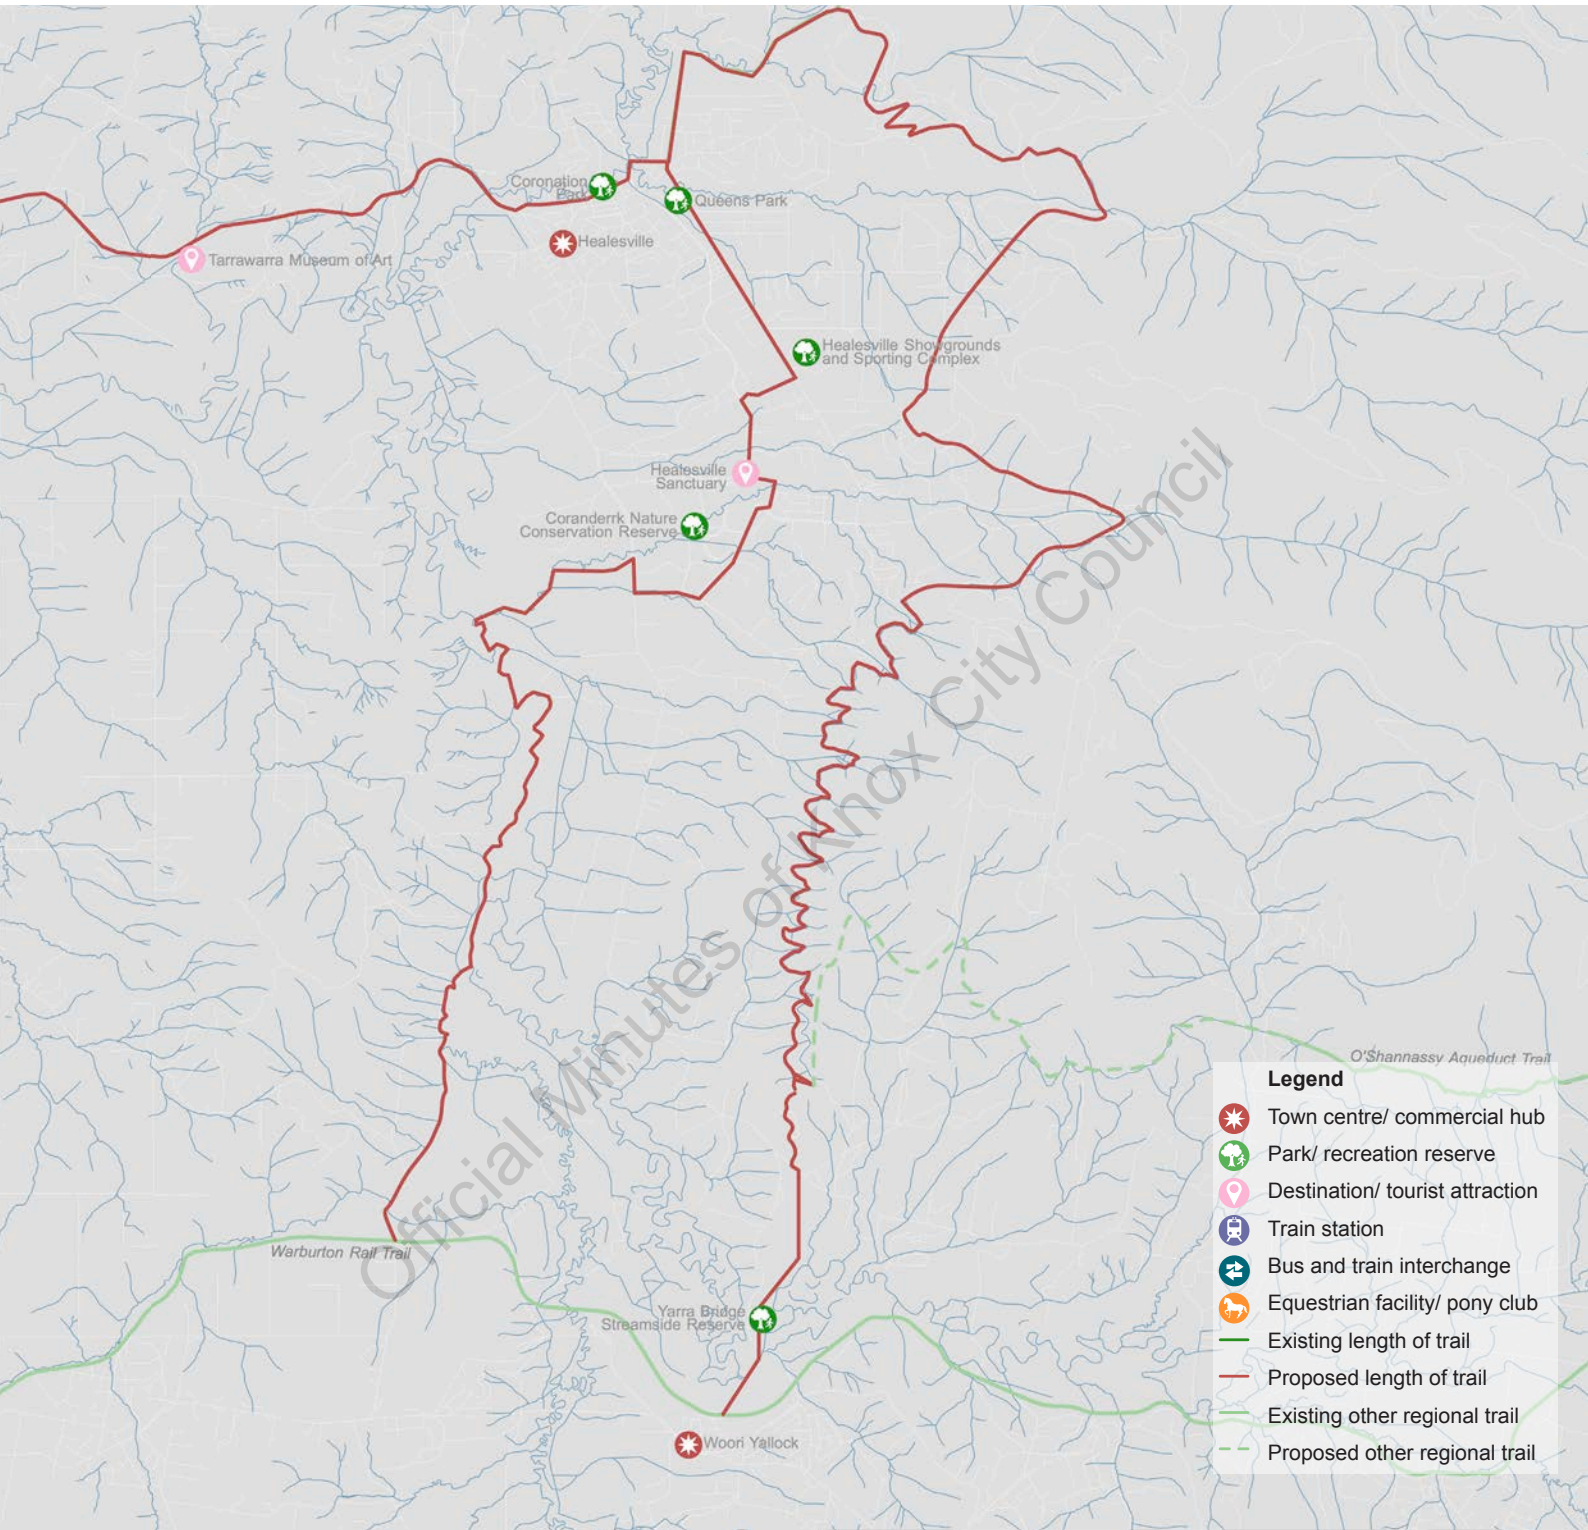 Coronation
Park
Queens Park
Healesville
Tarrawarra Museum of Art
Healesville Showgrounds
and Sporting Complex
Healesville
Sanctuary
Coranderrk Nature
Conservation Reserve
Official Minutes of Knox City Council
O'Shannassy Aqueduct Trail
Warburton Rail Trail
Yarra Bridge
Streamside Reserve
Woori Yallock
Legend
Town centre/ commercial hub
Park/ recreation reserve
Destination/ tourist attraction
Train station
Bus and train interchange
Equestrian facility/ pony club
Existing length of trail
Proposed length of trail
Existing other regional trail
Proposed other regional trail